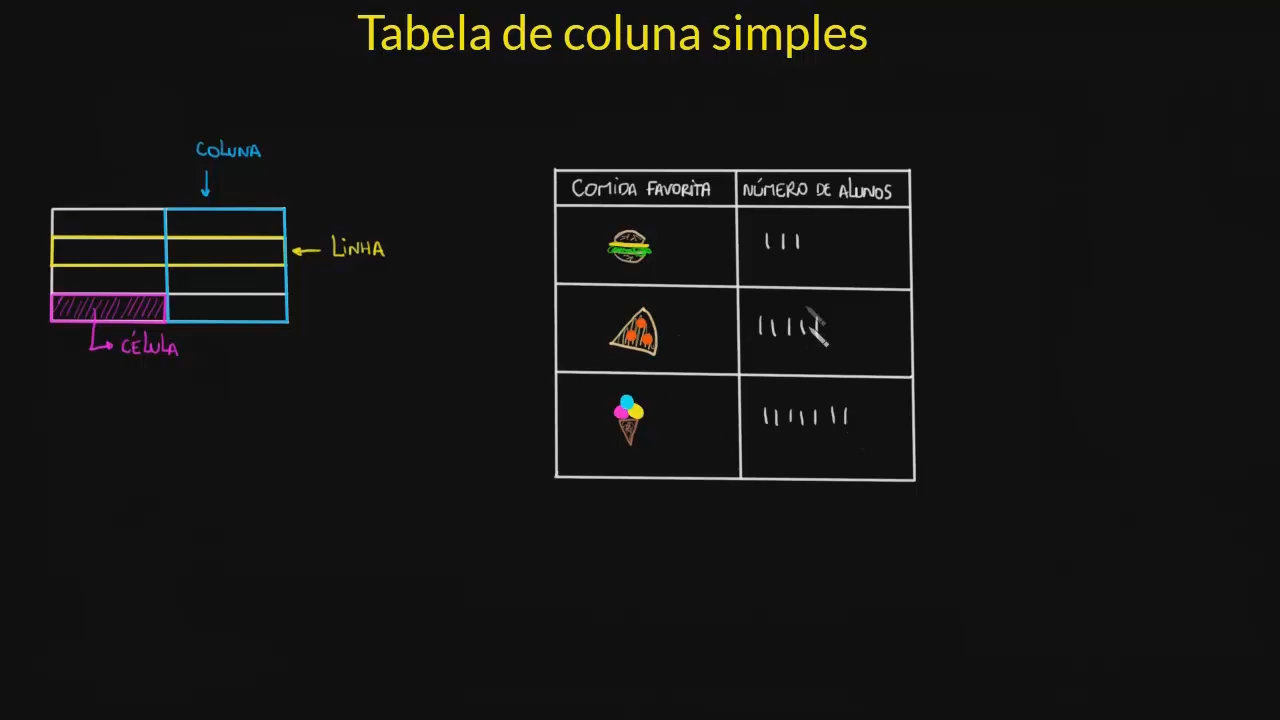 Tabela de coluna simples
COLUNA
LINHA
CÉLULA
COMIDA FAVORITA NÚMERO DE ALUNOS